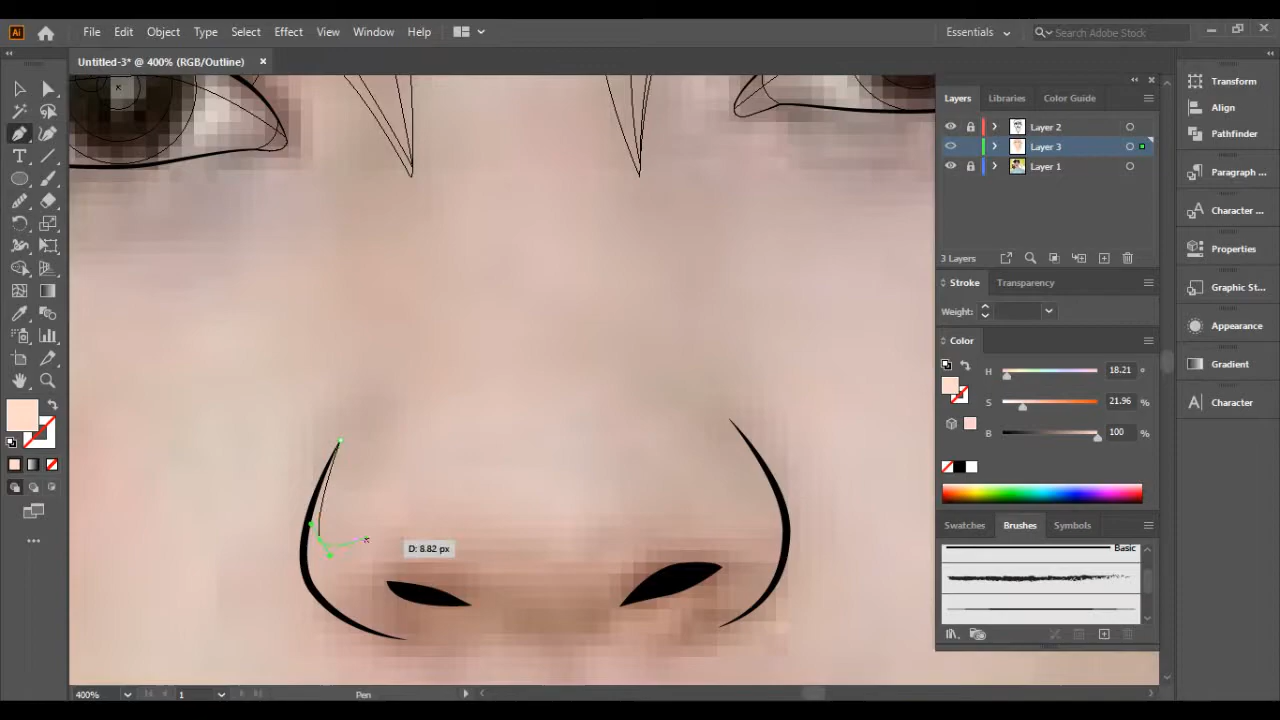 Ai File Edit Object Type Select Effect View Window Help Essentials Search Adobe Stock
Untitled-3* @ 400% (RGB/Outline)
Layers Libraries Color Guide
Layer 2
Layer 3
Layer 1
3 Layers
Stroke Transparency
Weight:
Color
H 18.21 °
S 21.96 %
B 100 %
Swatches Brushes Symbols
Basic
Transform
Align
Pathfinder
Paragraph ...
Character ...
Properties
Graphic St...
Appearance
Gradient
Character
D: 8.82 px
400% 1 Pen